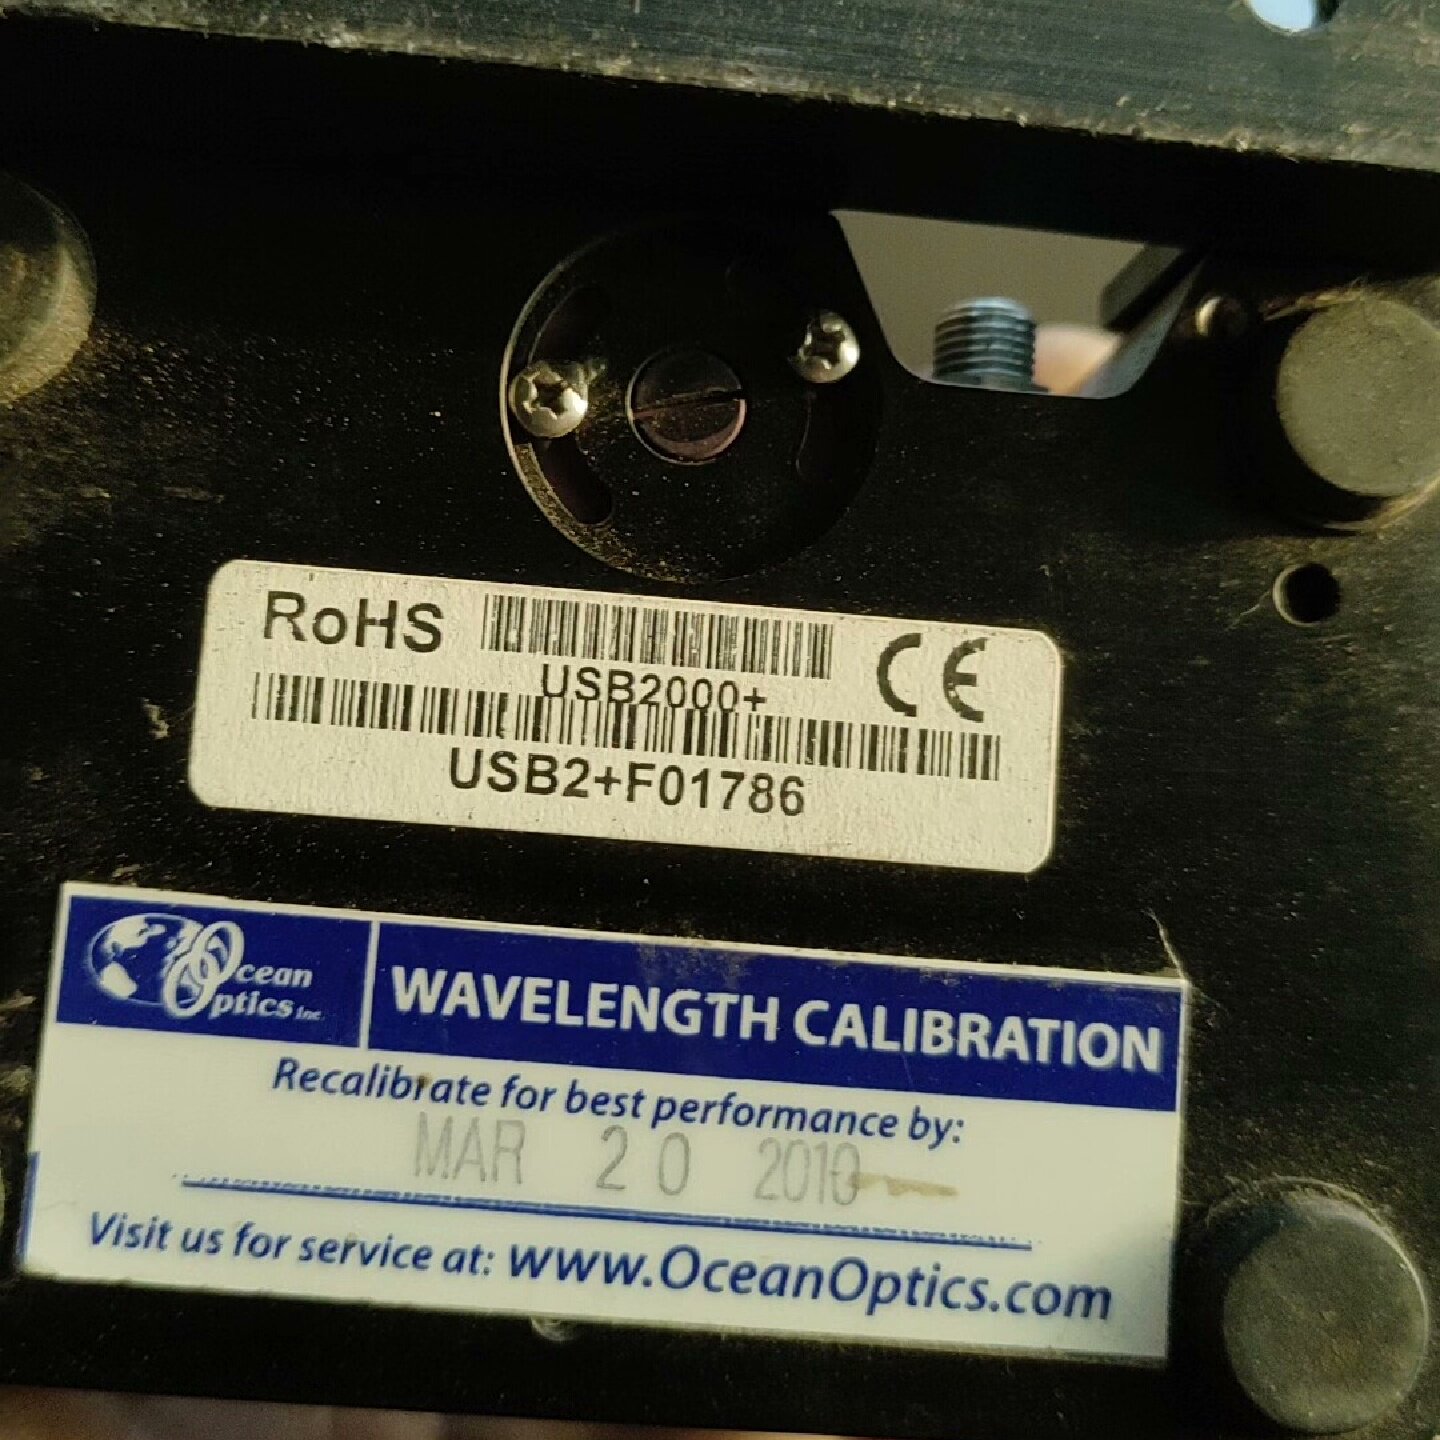 RoHS
USB2000+
CE
USB2+F01786
Ocean Optics Inc.
WAVELENGTH CALIBRATION
Recalibrate for best performance by:
MAR 20 2010
Visit us for service at: www.OceanOptics.com